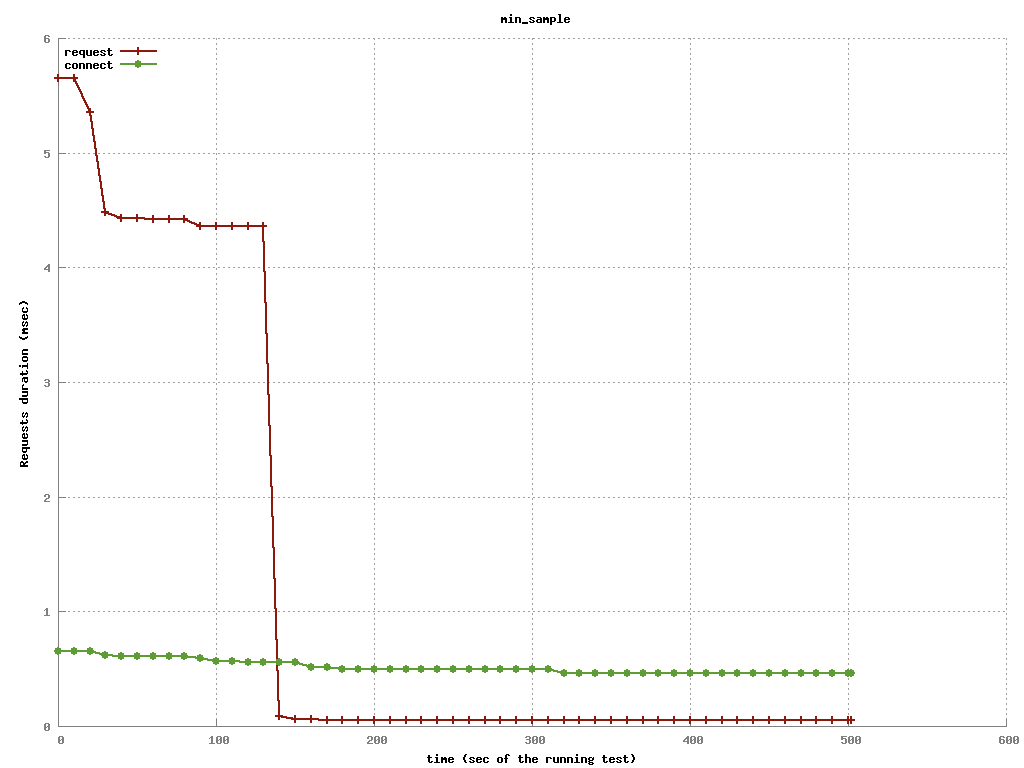 min_sample
6
request
connect
5
4
3
2
1
0
Requests duration (msec)
0 100 200 300 400 500 600
time (sec of the running test)